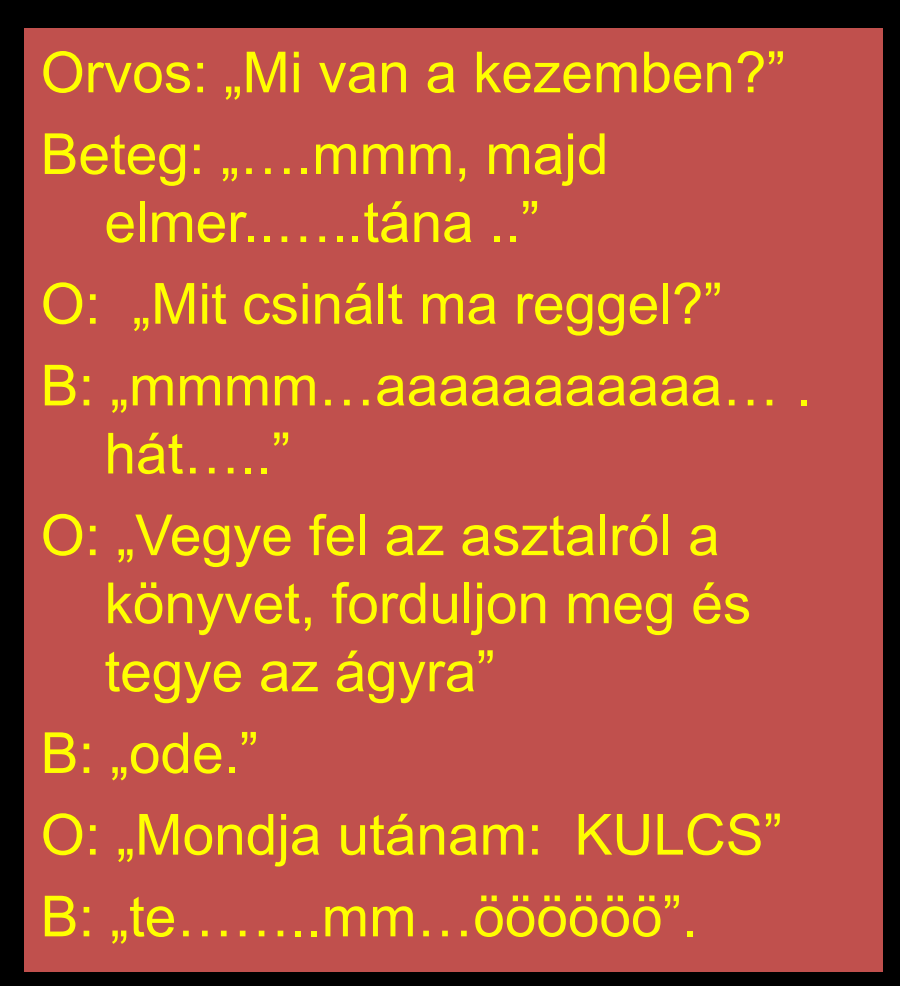 Orvos: „Mi van a kezemben?”
Beteg: „….mmm, majd
elmer..…..tána ..”
O:  „Mit csinált ma reggel?”
B: „mmmm…aaaaaaaaaaa… .
hát…..”
O: „Vegye fel az asztalról a
könyvet, forduljon meg és
tegye az ágyra”
B: „ode.”
O: „Mondja utánam:  KULCS”
B: „te……..mm…öööööö”.